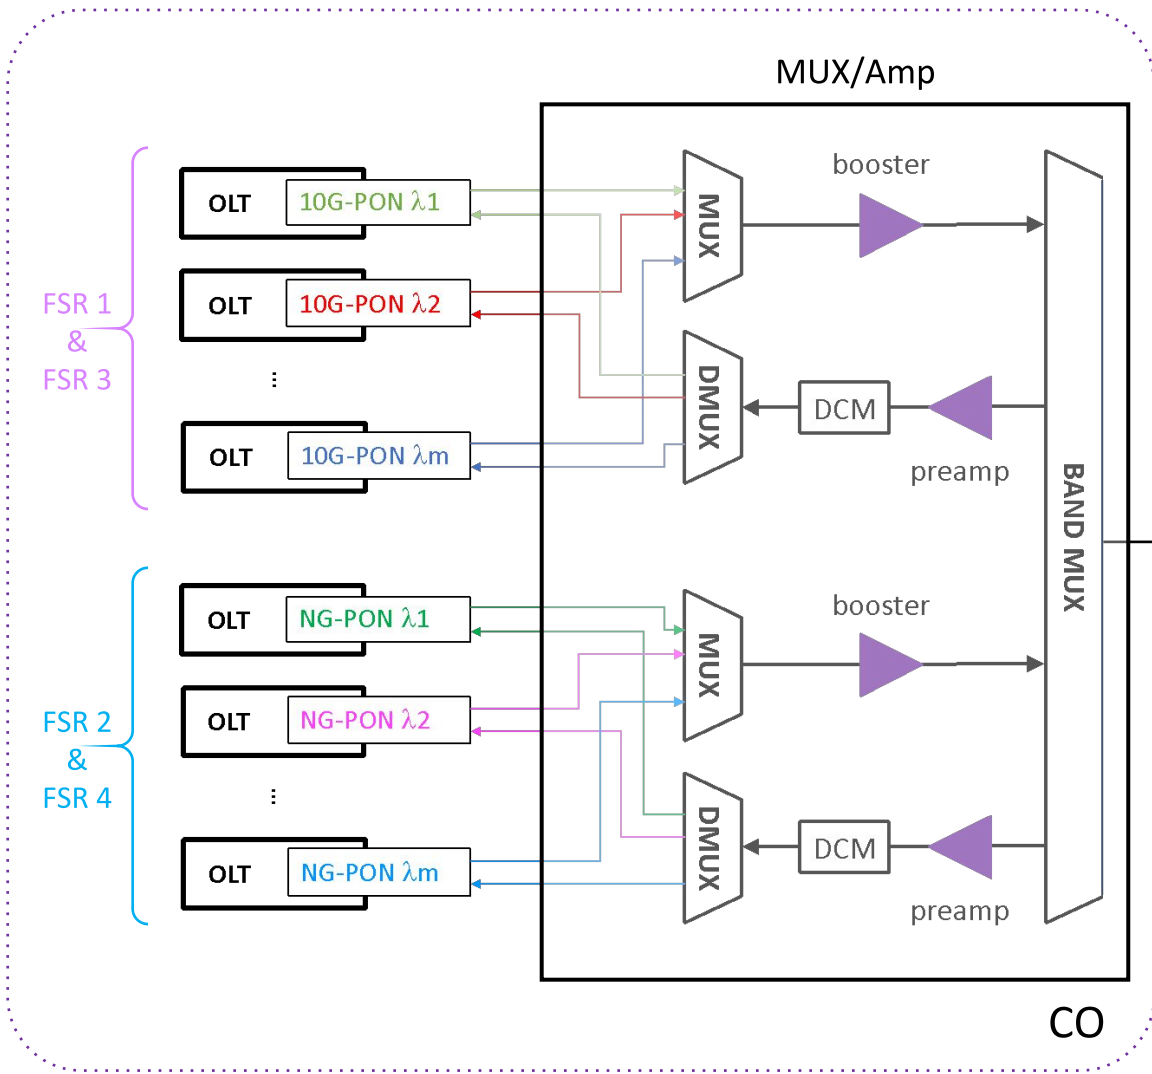 MUX/Amp
FSR 1
&
FSR 3
OLT
10G-PON λ1
OLT
10G-PON λ2
...
OLT
10G-PON λm
MUX
booster
DMUX
DCM
preamp
BAND MUX
FSR 2
&
FSR 4
OLT
NG-PON λ1
OLT
NG-PON λ2
...
OLT
NG-PON λm
MUX
booster
DMUX
DCM
preamp
CO